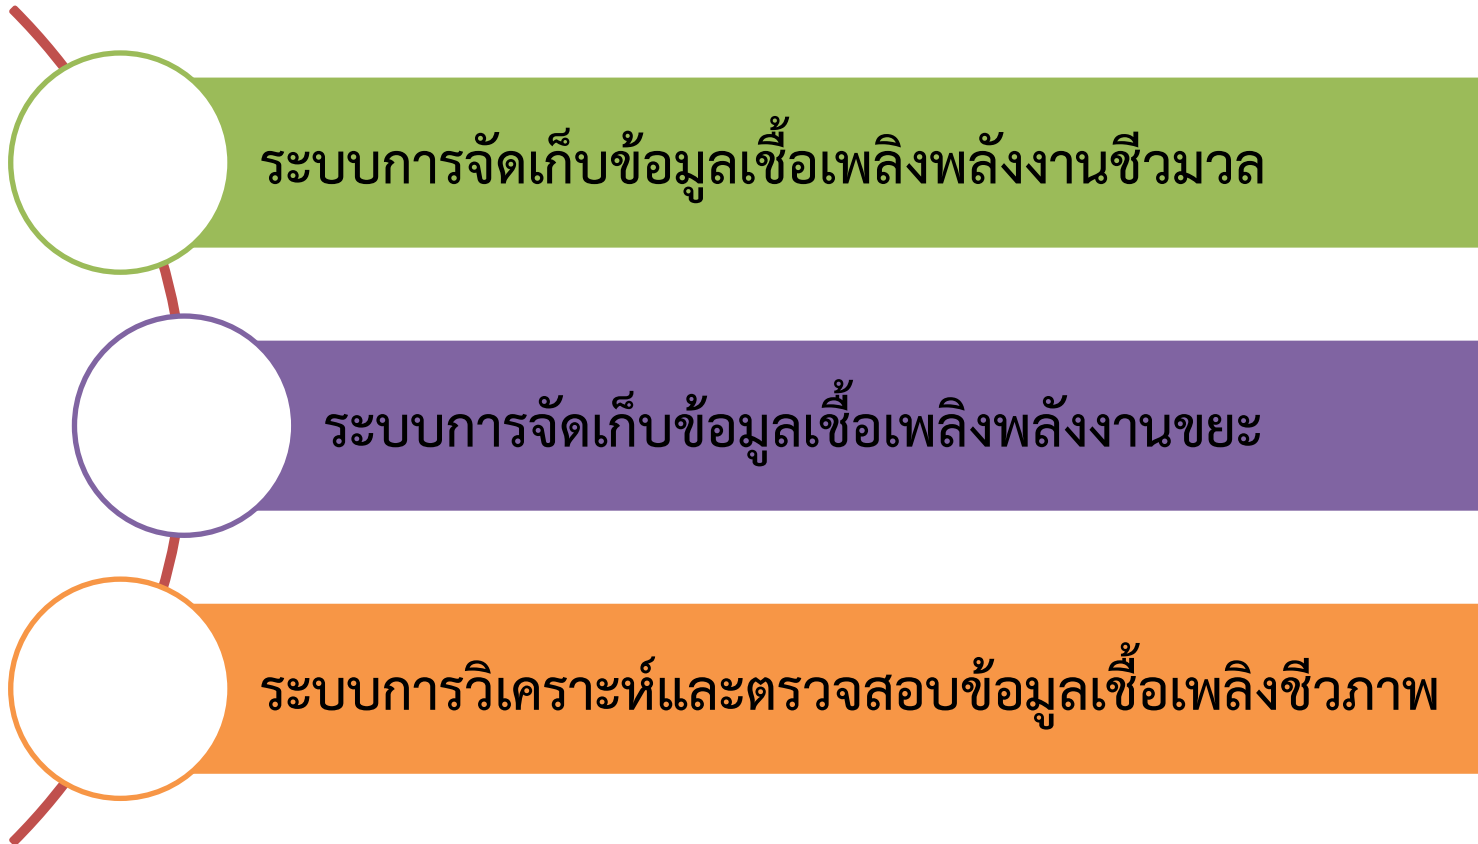 ระบบการจัดเก็บข้อมูลเชื้อเพลิงพลังงานชีวมวล
ระบบการจัดเก็บข้อมูลเชื้อเพลิงพลังงานขยะ
ระบบการวิเคราะห์และตรวจสอบข้อมูลเชื้อเพลิงชีวภาพ